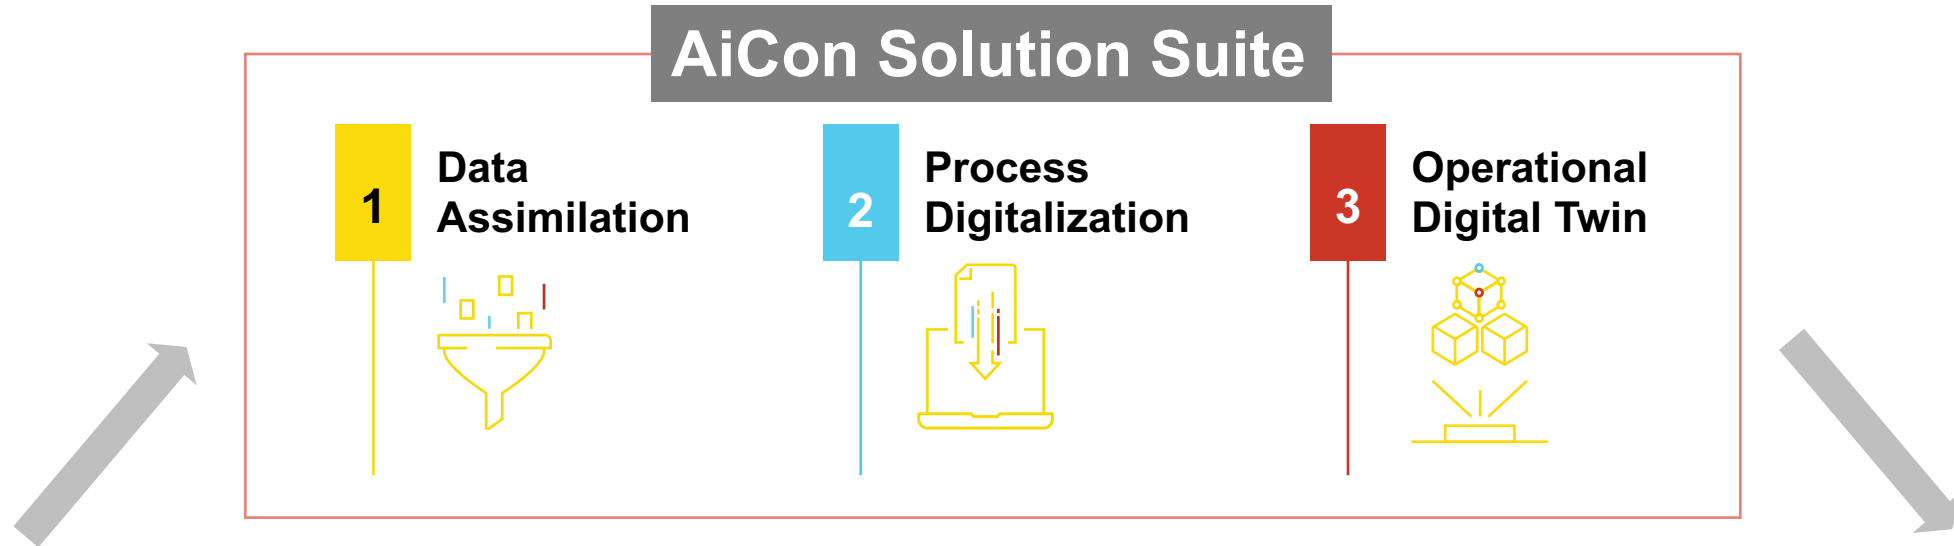 AiCon Solution Suite
1
Data
Assimilation
2
Process
Digitalization
3
Operational
Digital Twin